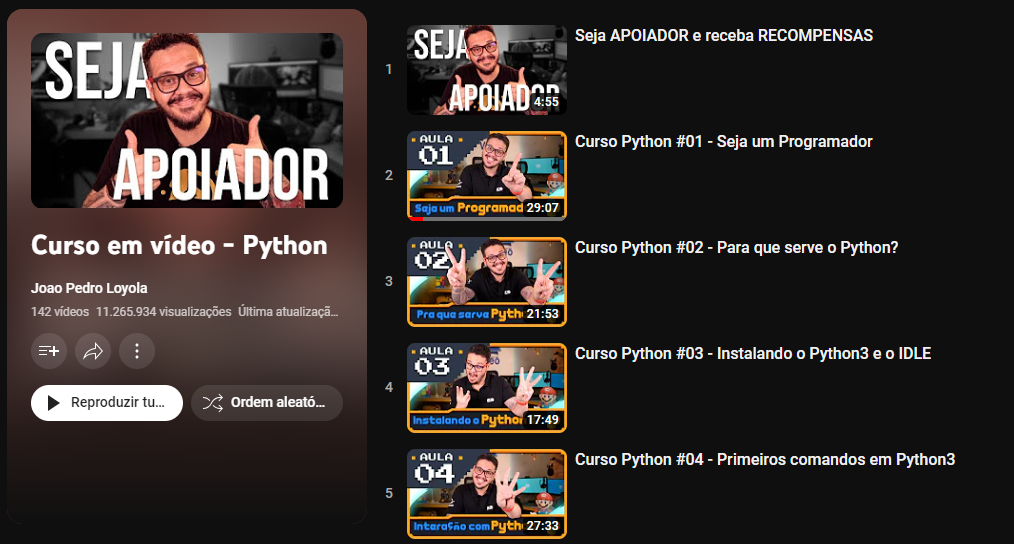 SEJA
APOIADOR
Curso em vídeo - Python
Joao Pedro Loyola
142 vídeos 11.265.934 visualizações Última atualizaçã...
Reproduzir tu...
Ordem aleató...
1
SEJA
APOIADOR
4:55
Seja APOIADOR e receba RECOMPENSAS
2
AULA
01
Seja um Programad
29:07
Curso Python #01 - Seja um Programador
3
AULA
02
Pra que serve Pyth
21:53
Curso Python #02 - Para que serve o Python?
4
AULA
03
Instalando o Pytho
17:49
Curso Python #03 - Instalando o Python3 e o IDLE
5
AULA
04
Interação com Pyth
27:33
Curso Python #04 - Primeiros comandos em Python3